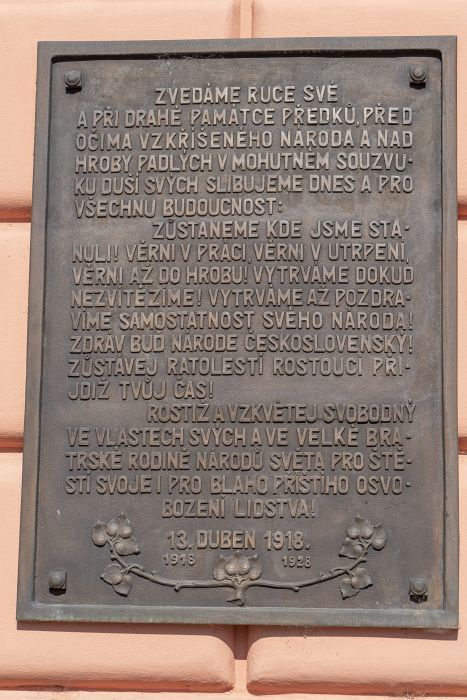 ZVEDÁME RUCE SVÉ
A PŘI DRAHÉ PAMÁTCE PŘEDKŮ, PŘED
OČIMA VZKŘÍŠENÉHO NÁRODA A NAD
HROBY PADLÝCH V MOHUTNÉM SOUZVU-
KU DUŠÍ SVÝCH SLIBUJEME DNES A PRO
VŠECHNU BUDOUCNOST:
ZŮSTANEME KDE JSME STA-
NULI! VĚRNI V PRÁCI, VĚRNI V UTRPENÍ,
VĚRNI AŽ DO HROBU! VYTRVÁME DOKUD
NEZVÍTĚZÍME! VYTRVÁME AŽ POZDRA-
VÍME SAMOSTATNOST SVÉHO NÁRODA!
ZDRÁV BUĎ NÁRODE ČESKOSLOVENSKÝ!
ZŮSTÁVEJ RATOLESTÍ ROSTOUCÍ PŘI-
JDIŽ TVŮJ ČAS!
ROSTIŽ A VZKVÉTEJ SVOBODNÝ
VE VLASTECH SVÝCH A VE VELKÉ BRA-
TRSKÉ RODINĚ NÁRODŮ SVĚTA PRO ŠTĚ-
STÍ SVOJE I PRO BLAHO PŘÍŠTÍHO OSVO-
BOZENÍ LIDSTVA!
13. DUBEN 1918.
1918 1928